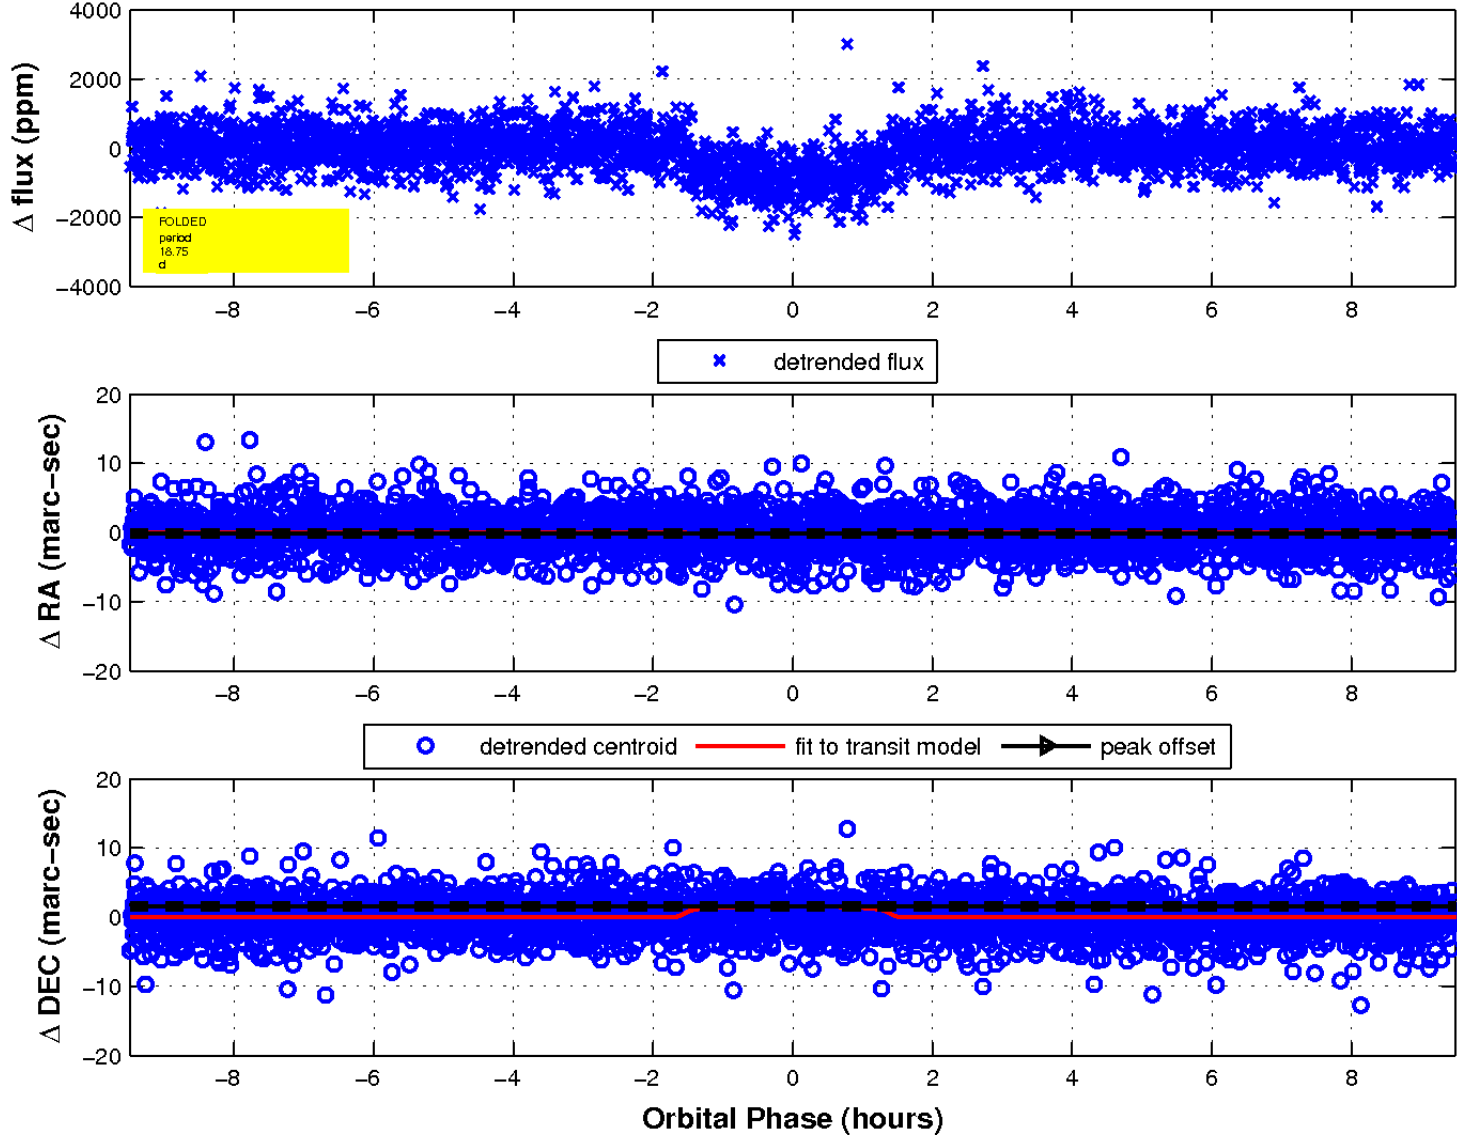 4000
2000
0
−2000
−4000
Δ flux (ppm)
FOLDED
period
18.75
d
−8 −6 −4 −2 0 2 4 6 8
detrended flux
20
10
0
−10
−20
Δ RA (marc−sec)
−8 −6 −4 −2 0 2 4 6 8
detrended centroid fit to transit model peak offset
20
10
0
−10
−20
Δ DEC (marc−sec)
−8 −6 −4 −2 0 2 4 6 8
Orbital Phase (hours)